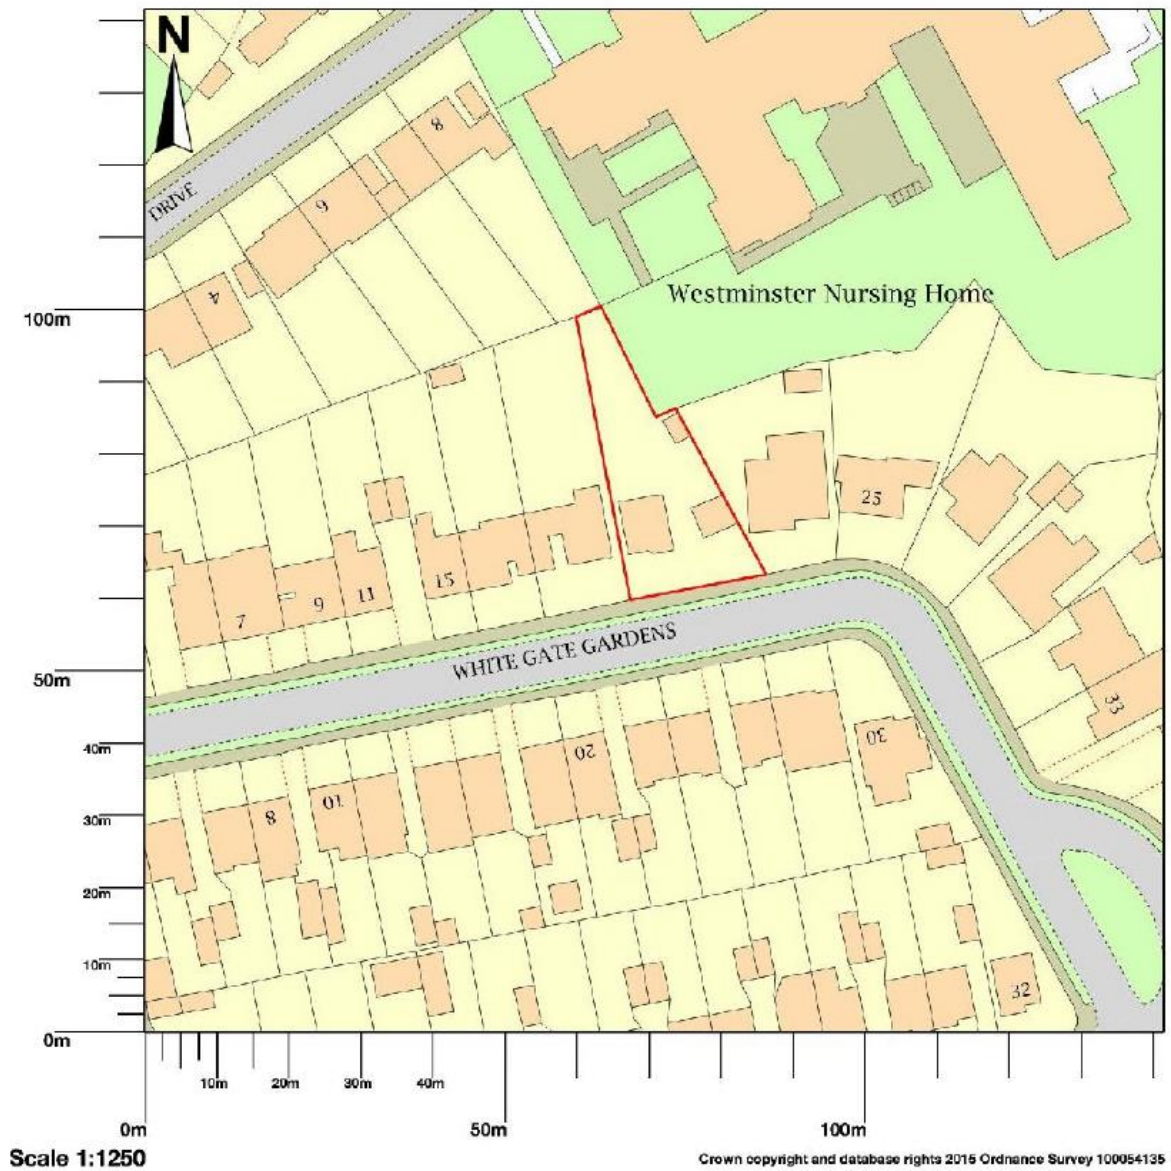 N
DRIVE
8
6
4
Westminster Nursing Home
100m
25
15
11
9
7
WHITE GATE GARDENS
50m
33
40m
20
30
30m
10
8
20m
10m
32
0m
10m
20m
30m
40m
0m
50m
100m
Scale 1:1250
Crown copyright and database rights 2015 Ordnance Survey 100054135